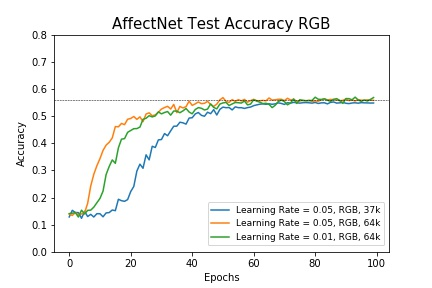 AffectNet Test Accuracy RGB
0.8
0.7
0.6
0.5
0.4
0.3
0.2
0.1
0.0
Accuracy
Learning Rate = 0.05, RGB, 37k
Learning Rate = 0.05, RGB, 64k
Learning Rate = 0.01, RGB, 64k
0 20 40 60 80 100
Epochs